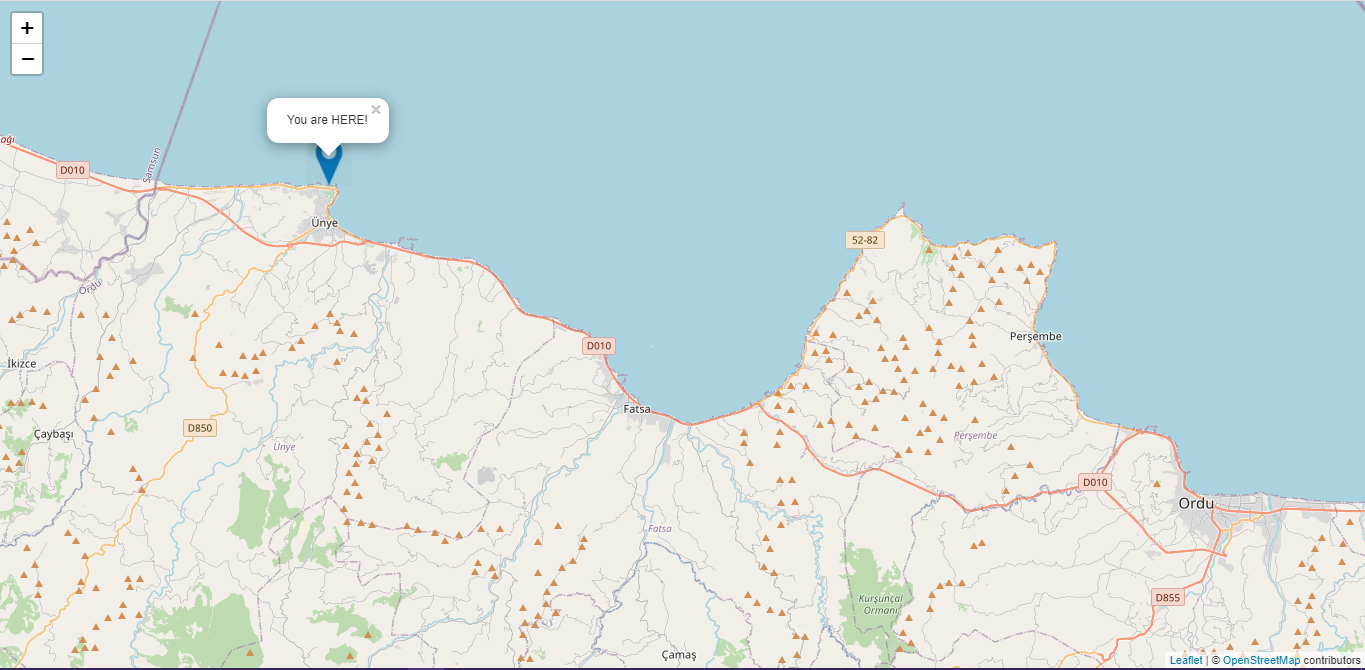 +
−
You are HERE!
×
ağı
D010
Samsun
Ünye
52-82
Ordu
Perşembe
D010
İkizce
Fatsa
D850
Çaybaşı
Perşembe
Ünye
D010
Ordu
Fatsa
D855
Kurşunçal
Ormanı
Çamaş
Leaflet | © OpenStreetMap contributors